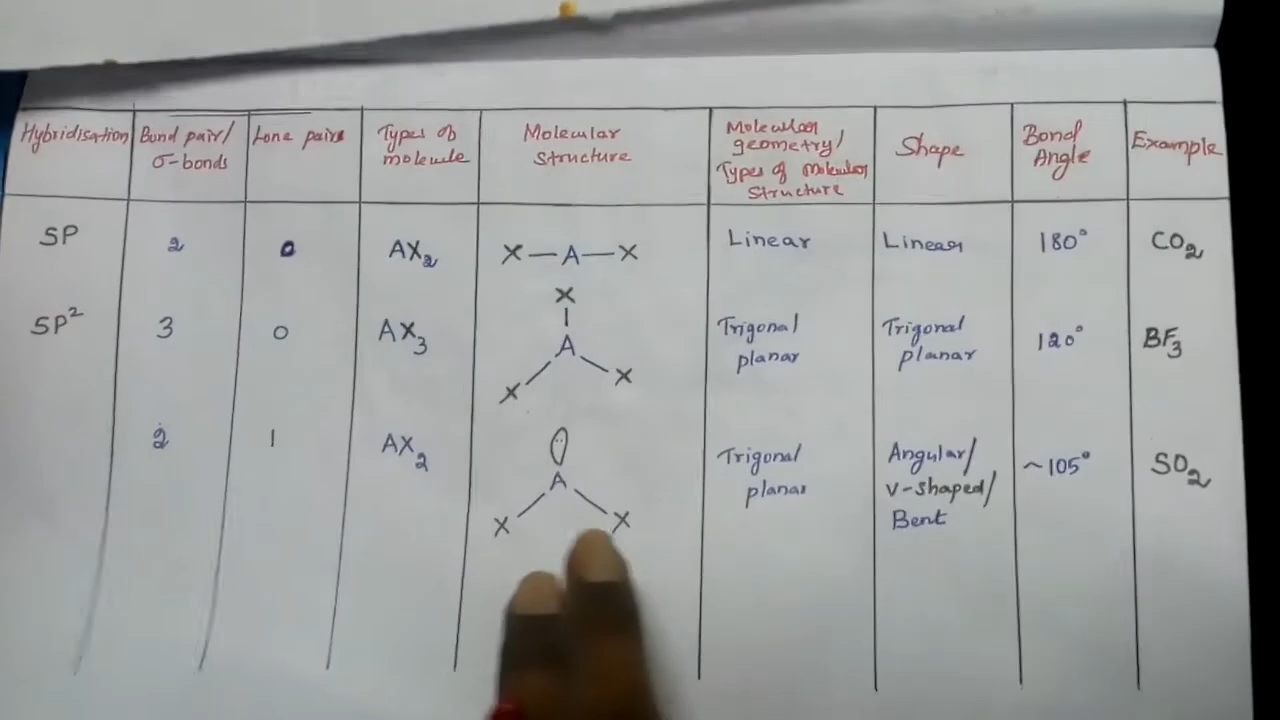 Hybridisation
Bond pair/
σ-bonds
Lone pairs
Types of
molecule
Molecular
Structure
Molecular
geometry/
Types of Molecular
Structure
Shape
Bond
Angle
Example
SP
2
0
AX₂
X—A—X
Linear
Linear
180°
CO₂
SP²
3
0
AX₃
X
A
X X
Trigonal
planar
Trigonal
planar
120°
BF₃
2
1
AX₂
A
X X
Trigonal
planar
Angular/
V-shaped/
Bent
~105°
SO₂